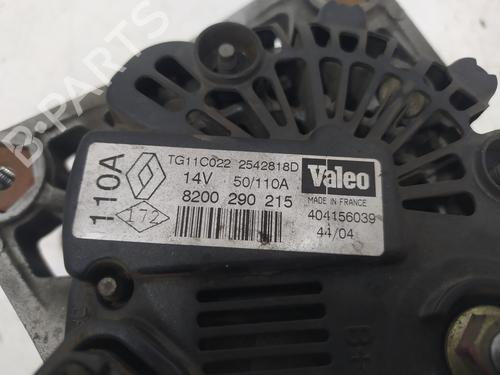 TG11C022 2542818D
14V 50/110A
8200 290 215
110A
172
Valeo
MADE IN FRANCE
404156039
44/04
B+
B-PARTS